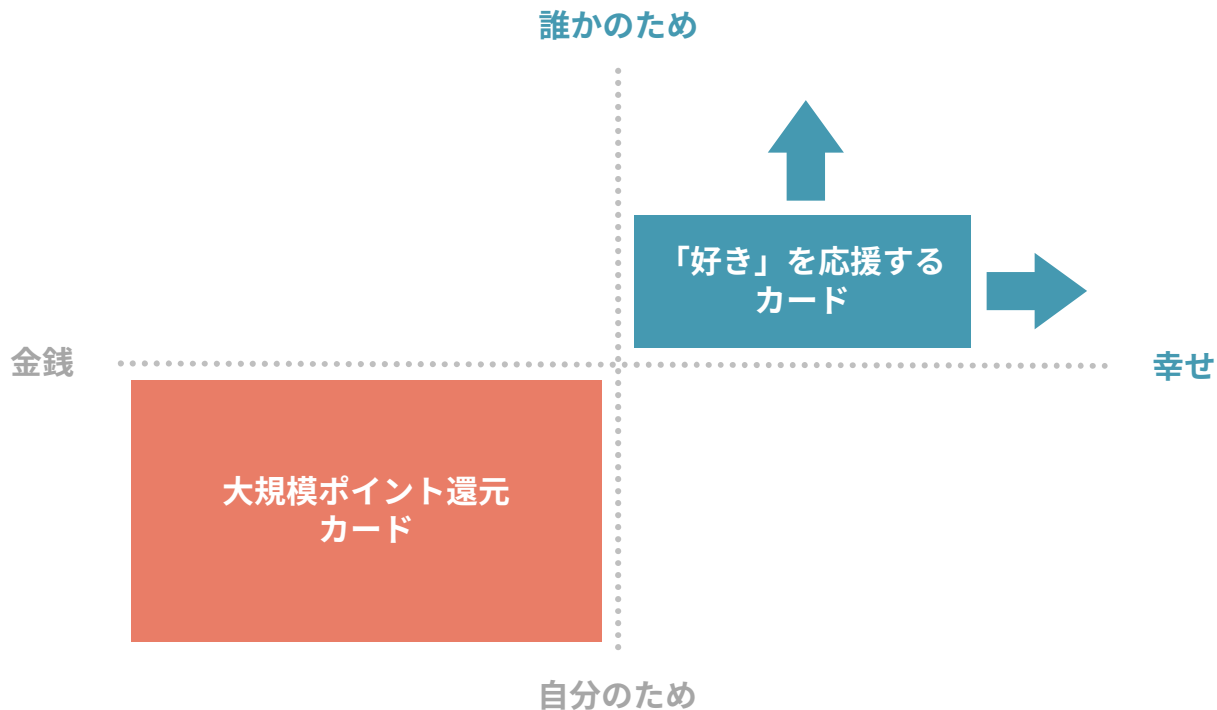 誰かのため
「好き」を応援する
カード
金銭
幸せ
大規模ポイント還元
カード
自分のため